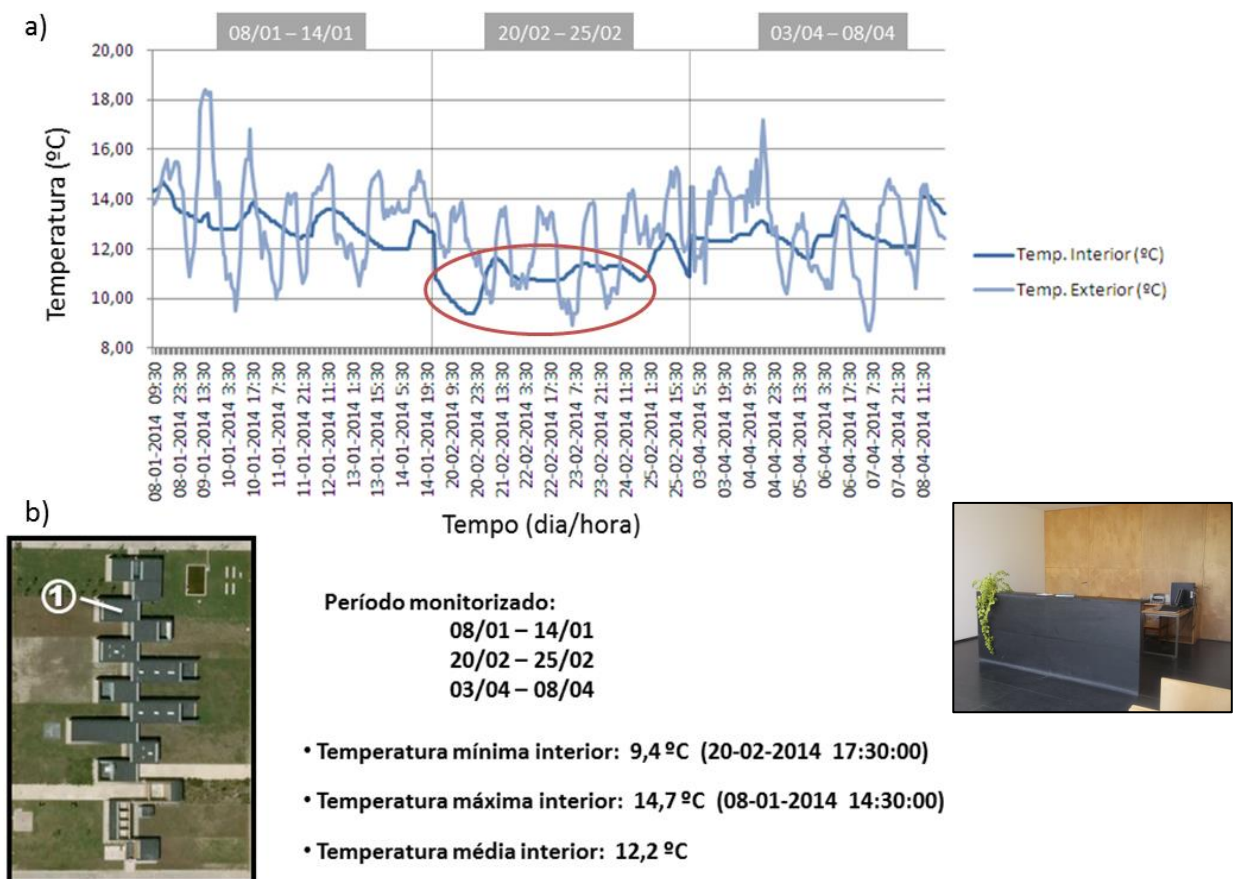 a)
08/01 – 14/01
20/02 – 25/02
03/04 – 08/04
20,00
18,00
16,00
14,00
12,00
10,00
8,00
Temperatura (ºC)
Temp. Interior (ºC)
Temp. Exterior (ºC)
08-01-2014 09:30
08-01-2014 23:30
09-01-2014 13:30
10-01-2014 3:30
10-01-2014 17:30
11-01-2014 7:30
11-01-2014 21:30
12-01-2014 11:30
13-01-2014 1:30
13-01-2014 15:30
14-01-2014 5:30
14-01-2014 19:30
20-02-2014 9:30
20-02-2014 23:30
21-02-2014 13:30
22-02-2014 3:30
22-02-2014 17:30
23-02-2014 7:30
23-02-2014 21:30
24-02-2014 11:30
25-02-2014 1:30
25-02-2014 15:30
03-04-2014 5:30
03-04-2014 19:30
04-04-2014 9:30
04-04-2014 23:30
05-04-2014 13:30
06-04-2014 3:30
06-04-2014 17:30
07-04-2014 7:30
07-04-2014 21:30
08-04-2014 11:30
Tempo (dia/hora)
b)
1
Período monitorizado:
08/01 – 14/01
20/02 – 25/02
03/04 – 08/04
• Temperatura mínima interior: 9,4 ºC (20-02-2014 17:30:00)
• Temperatura máxima interior: 14,7 ºC (08-01-2014 14:30:00)
• Temperatura média interior: 12,2 ºC